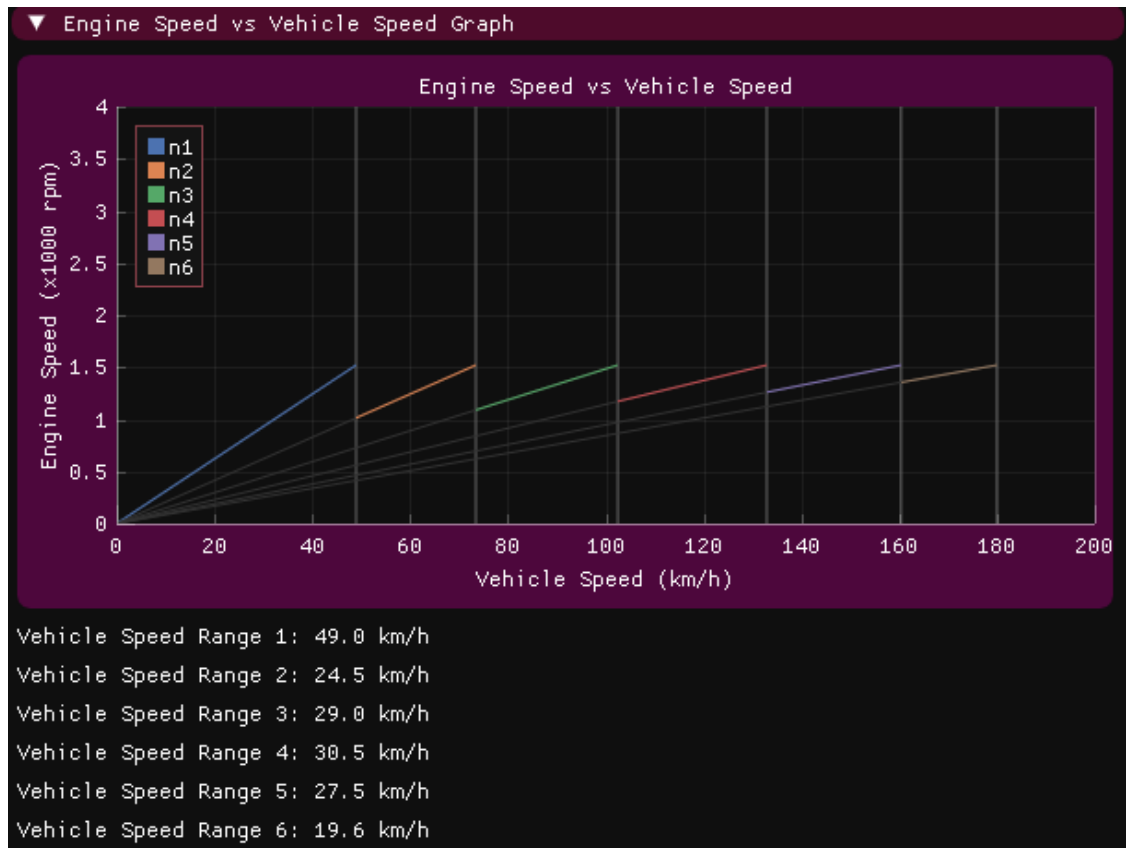 ▼ Engine Speed vs Vehicle Speed Graph
Engine Speed vs Vehicle Speed
4
3.5
3
2.5
2
1.5
1
0.5
0
Engine Speed (x1000 rpm)
n1
n2
n3
n4
n5
n6
0 20 40 60 80 100 120 140 160 180 200
Vehicle Speed (km/h)
Vehicle Speed Range 1: 49.0 km/h
Vehicle Speed Range 2: 24.5 km/h
Vehicle Speed Range 3: 29.0 km/h
Vehicle Speed Range 4: 30.5 km/h
Vehicle Speed Range 5: 27.5 km/h
Vehicle Speed Range 6: 19.6 km/h